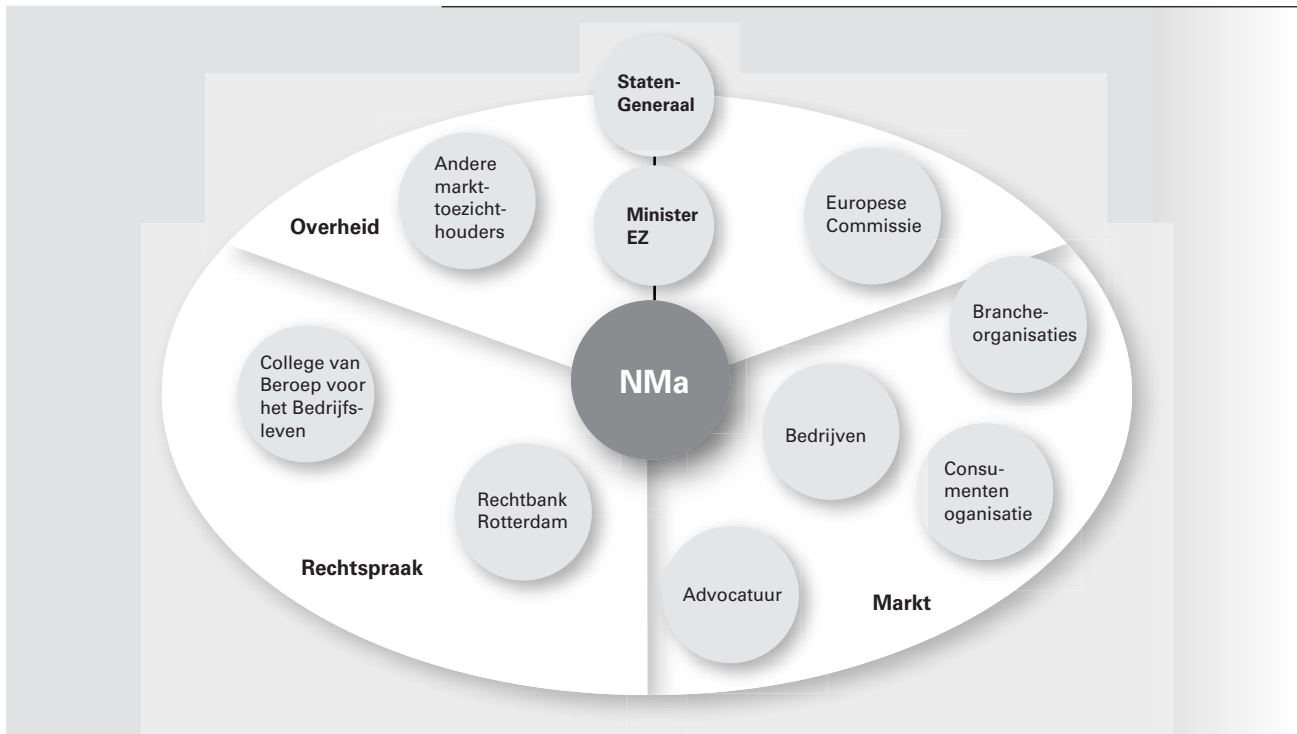 Staten-
Generaal
Andere
markt-
toezicht-
houders
Overheid
Minister
EZ
Europese
Commissie
Branche-
organisaties
NMa
College van
Beroep voor
het Bedrijfs-
leven
Bedrijven
Consu-
menten
oganisatie
Rechtbank
Rotterdam
Rechtspraak
Advocatuur
Markt